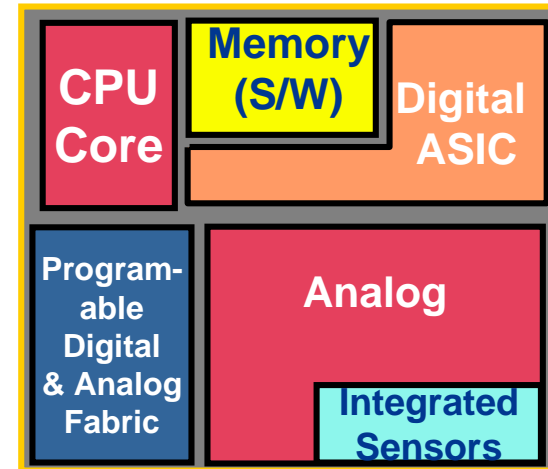 CPU
Core
Memory
(S/W)
Digital
ASIC
Program-
able
Digital
& Analog
Fabric
Analog
Integrated
Sensors